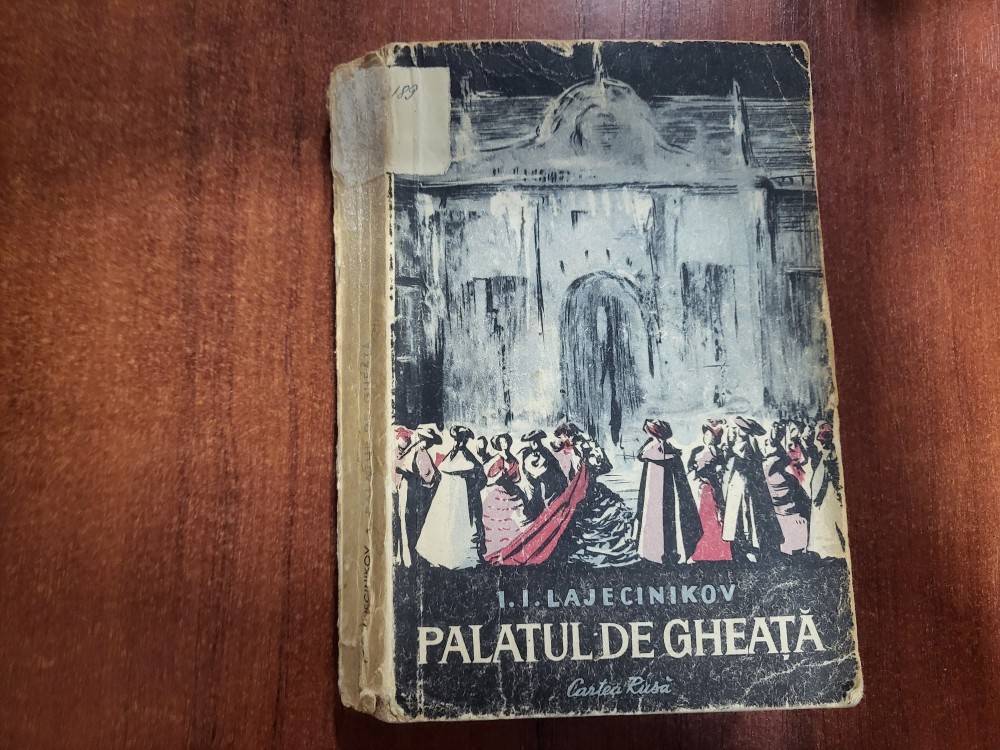 189
I. I. LAJECINIKOV
PALATUL DE GHEAȚĂ
Cartea Rusă